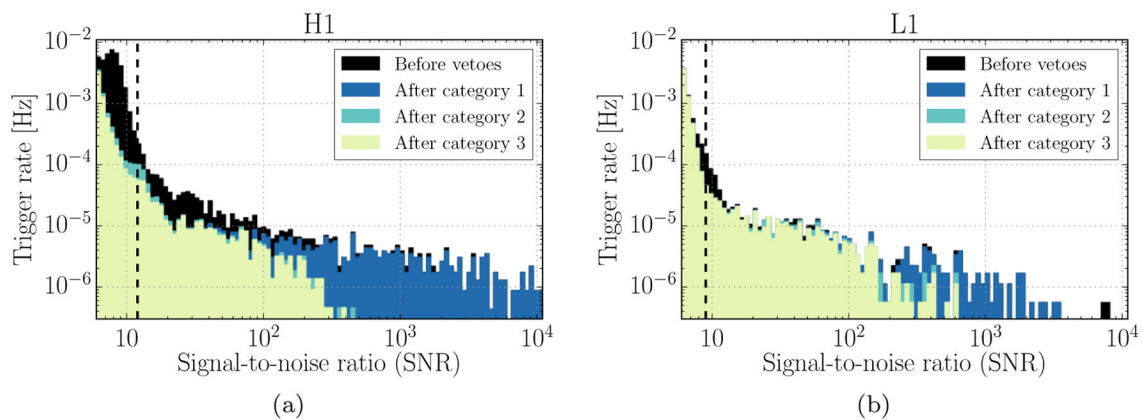 H1
10^-2
10^-3
10^-4
10^-5
10^-6
Trigger rate [Hz]
Before vetoes
After category 1
After category 2
After category 3
10 10^2 10^3 10^4
Signal-to-noise ratio (SNR)
(a)
L1
10^-2
10^-3
10^-4
10^-5
10^-6
Trigger rate [Hz]
Before vetoes
After category 1
After category 2
After category 3
10 10^2 10^3 10^4
Signal-to-noise ratio (SNR)
(b)